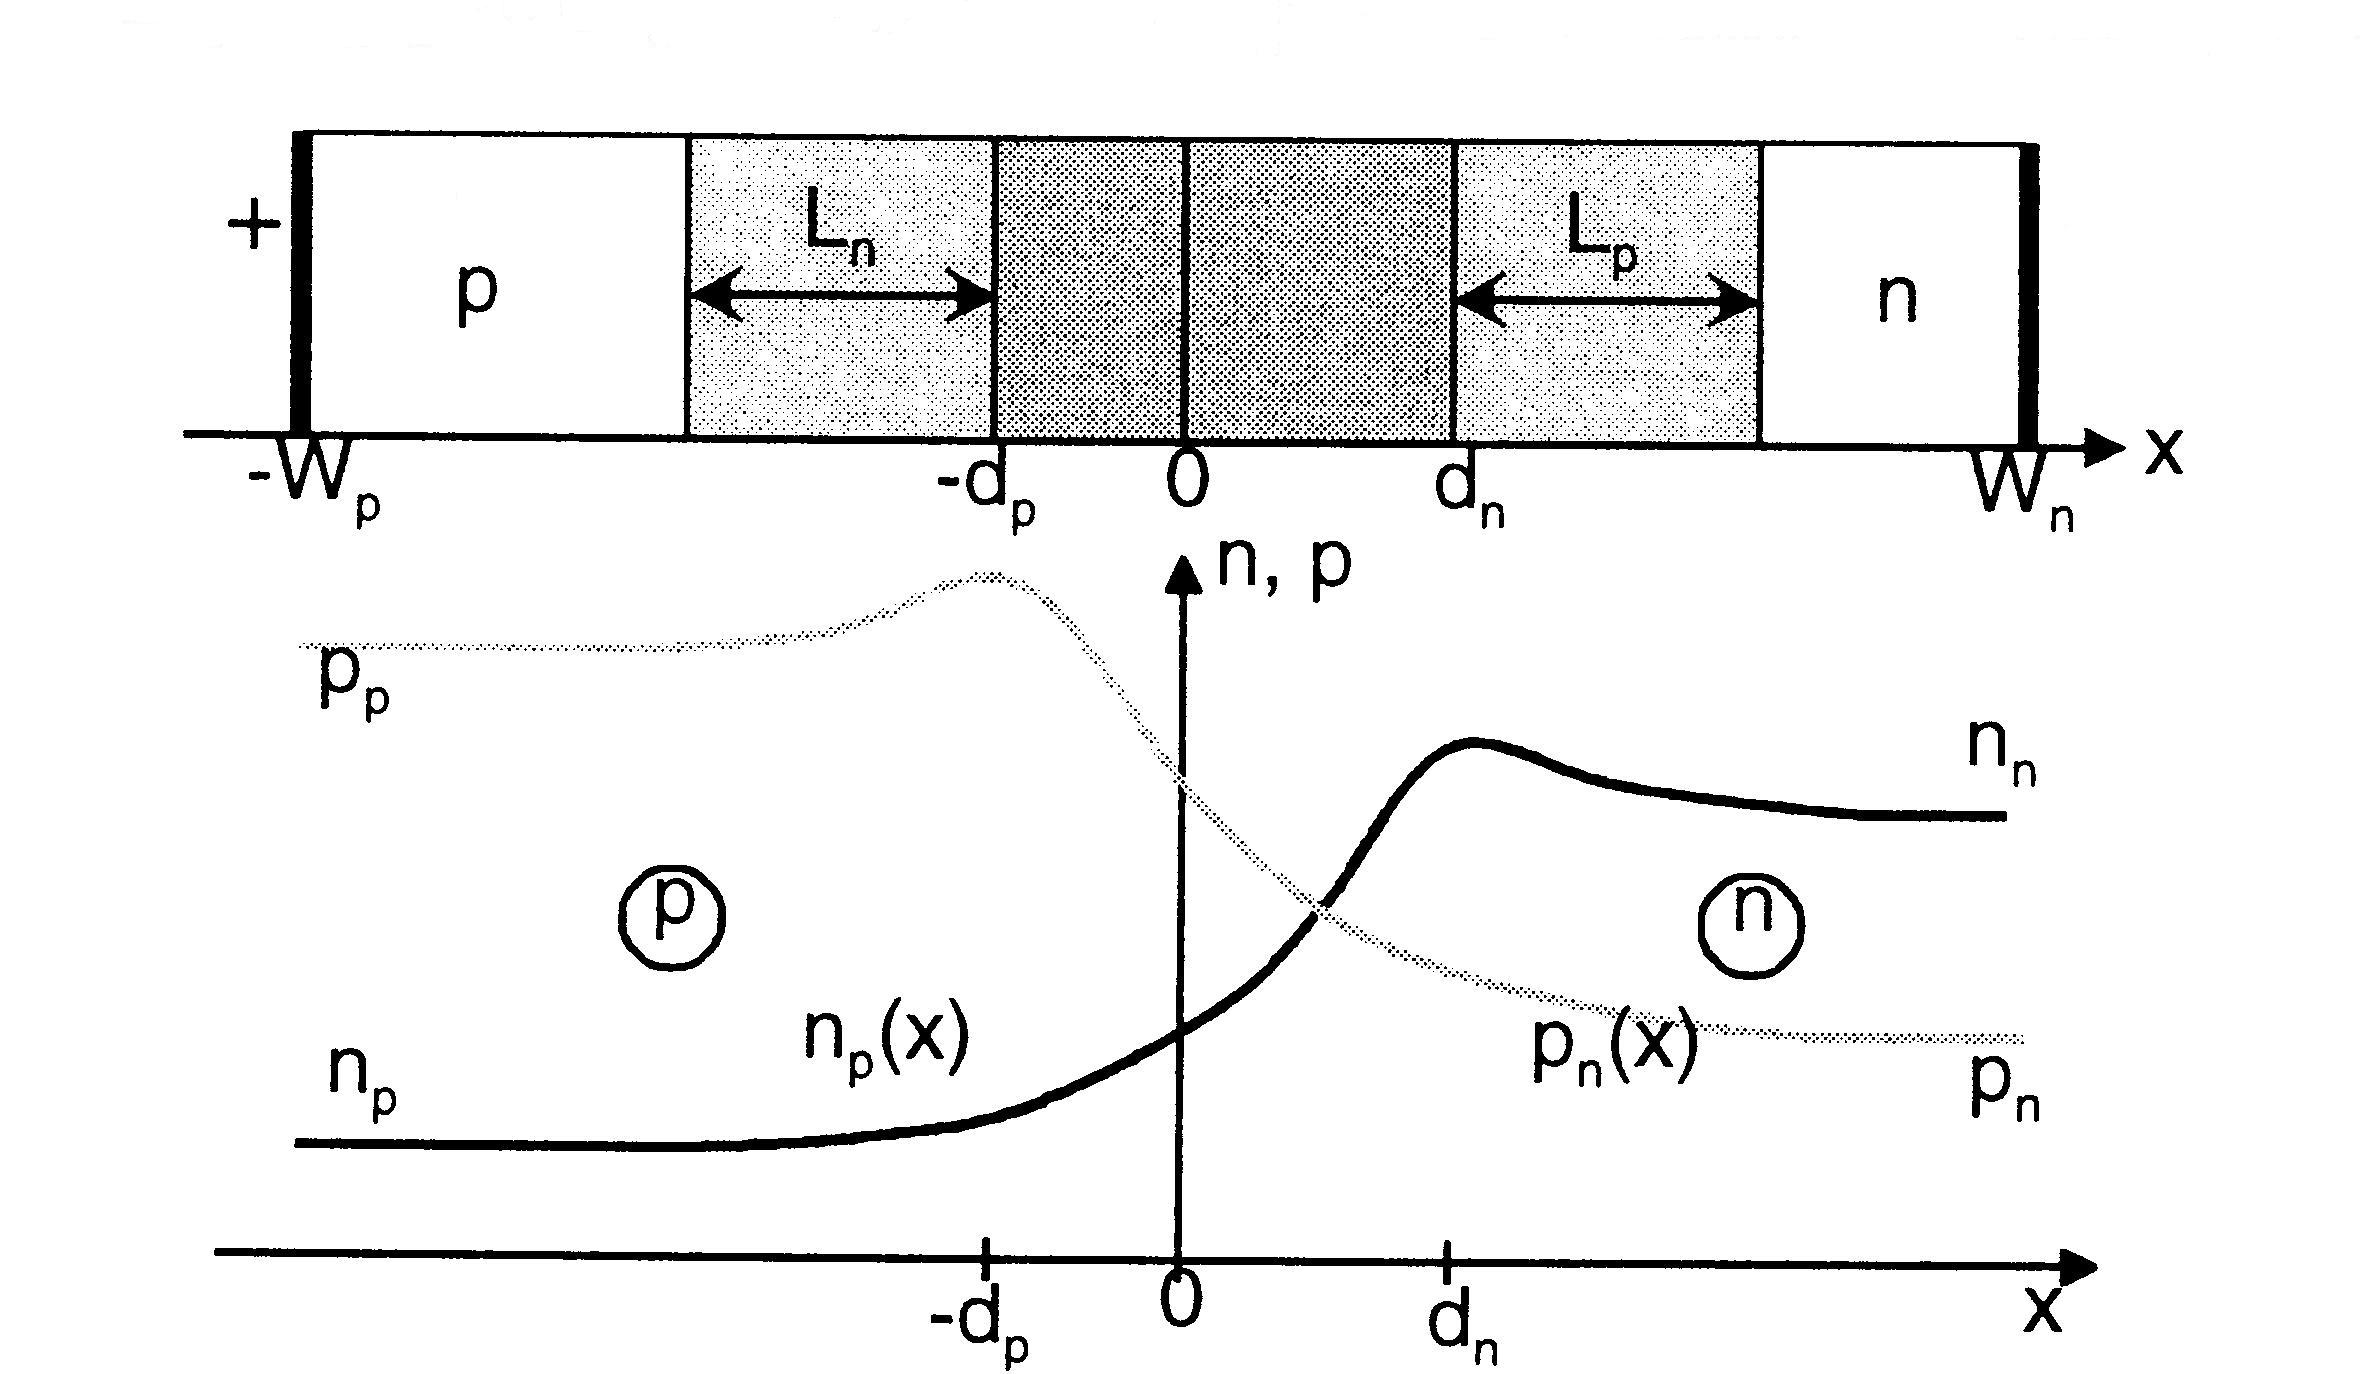 + p Lₙ Lₚ n
-Wₚ -dₚ 0 dₙ Wₙ x
n, p
pₚ
nₙ
p n
nₚ nₚ(x) pₙ(x) pₙ
-dₚ 0 dₙ x